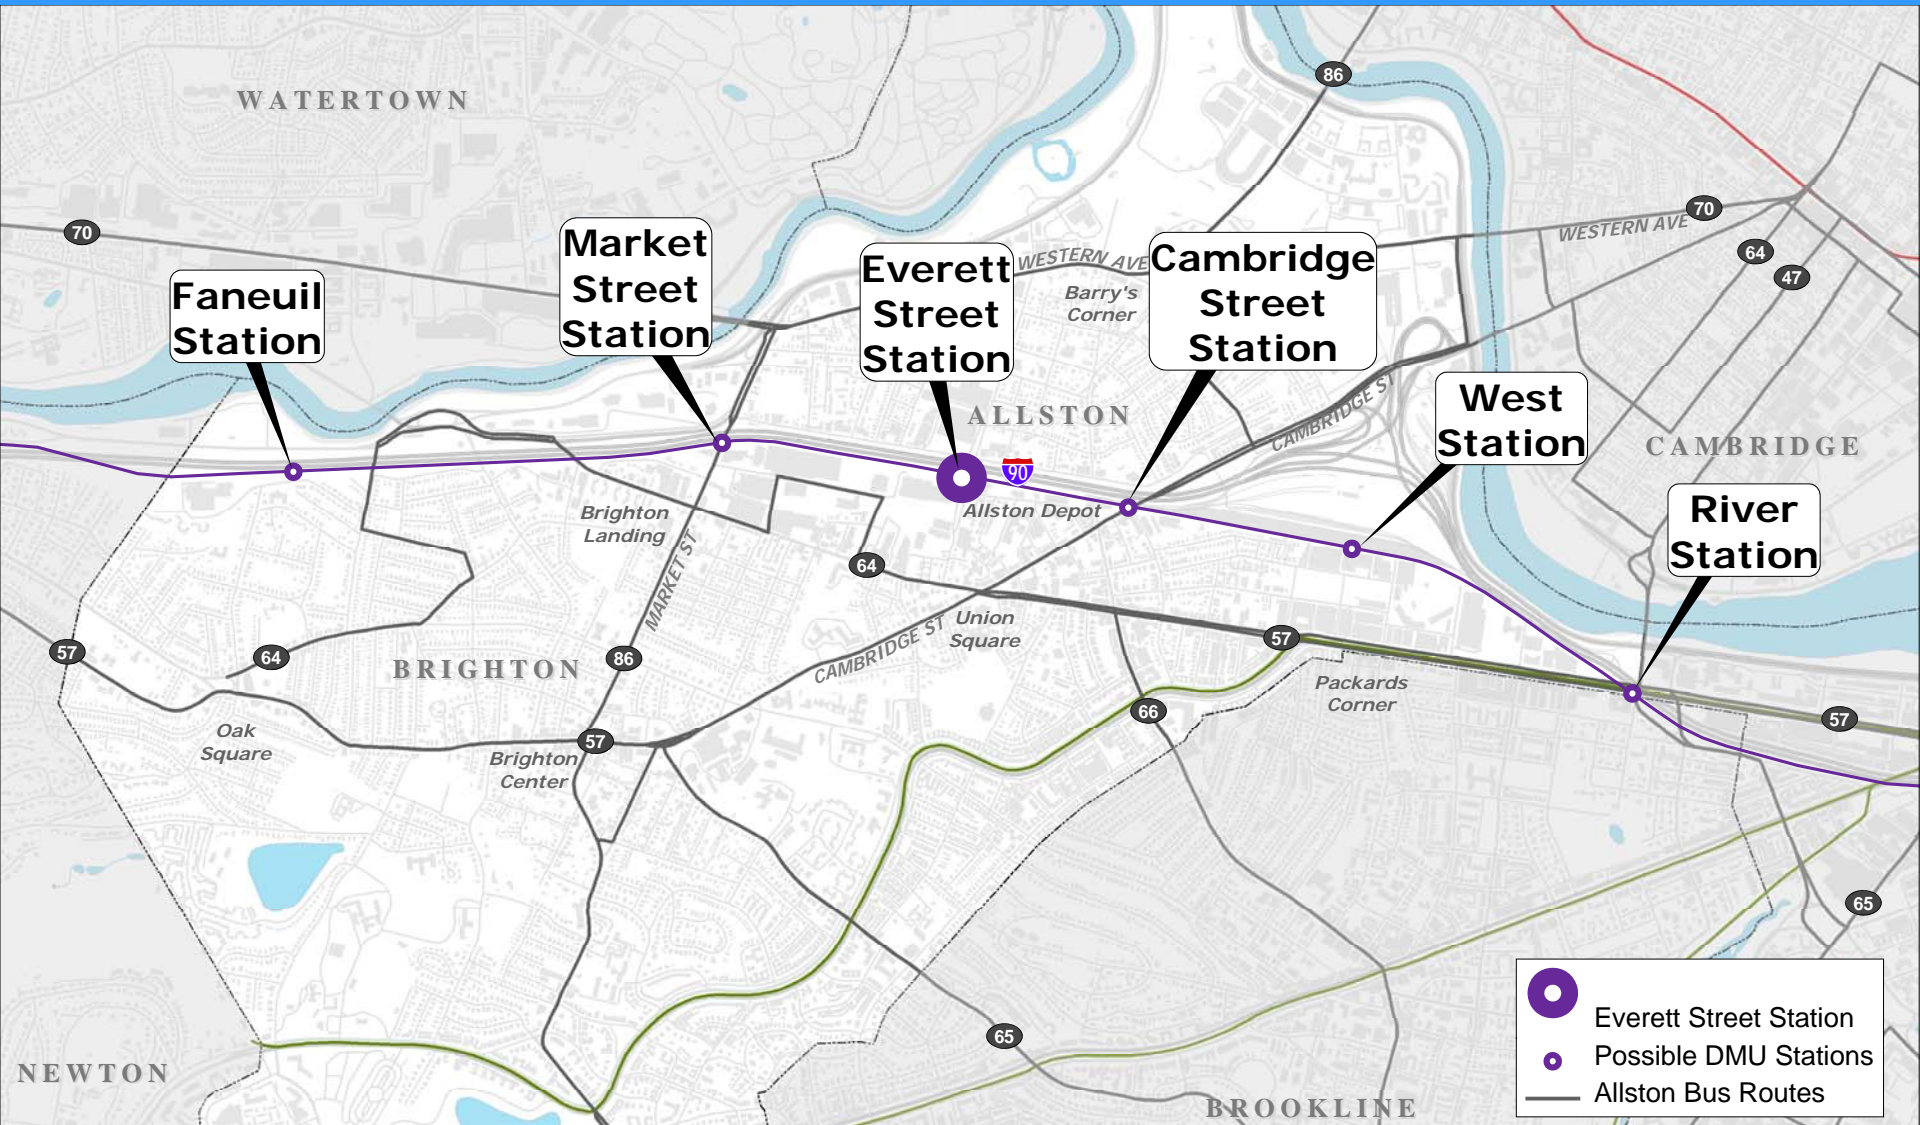 86
WATERTOWN
70
WESTERN AVE
70
64
47
Market
Street
Station
Everett
Street
Station
WESTERN AVE
Barry's
Corner
Cambridge
Street
Station
Faneuil
Station
ALLSTON
CAMBRIDGE ST
West
Station
CAMBRIDGE
90
Allston Depot
River
Station
Brighton
Landing
MARKET ST
64
Union
Square
CAMBRIDGE ST
57
57
64
86
BRIGHTON
Packards
Corner
66
57
Oak
Square
57
Brighton
Center
65
65
NEWTON
BROOKLINE
Everett Street Station
Possible DMU Stations
Allston Bus Routes